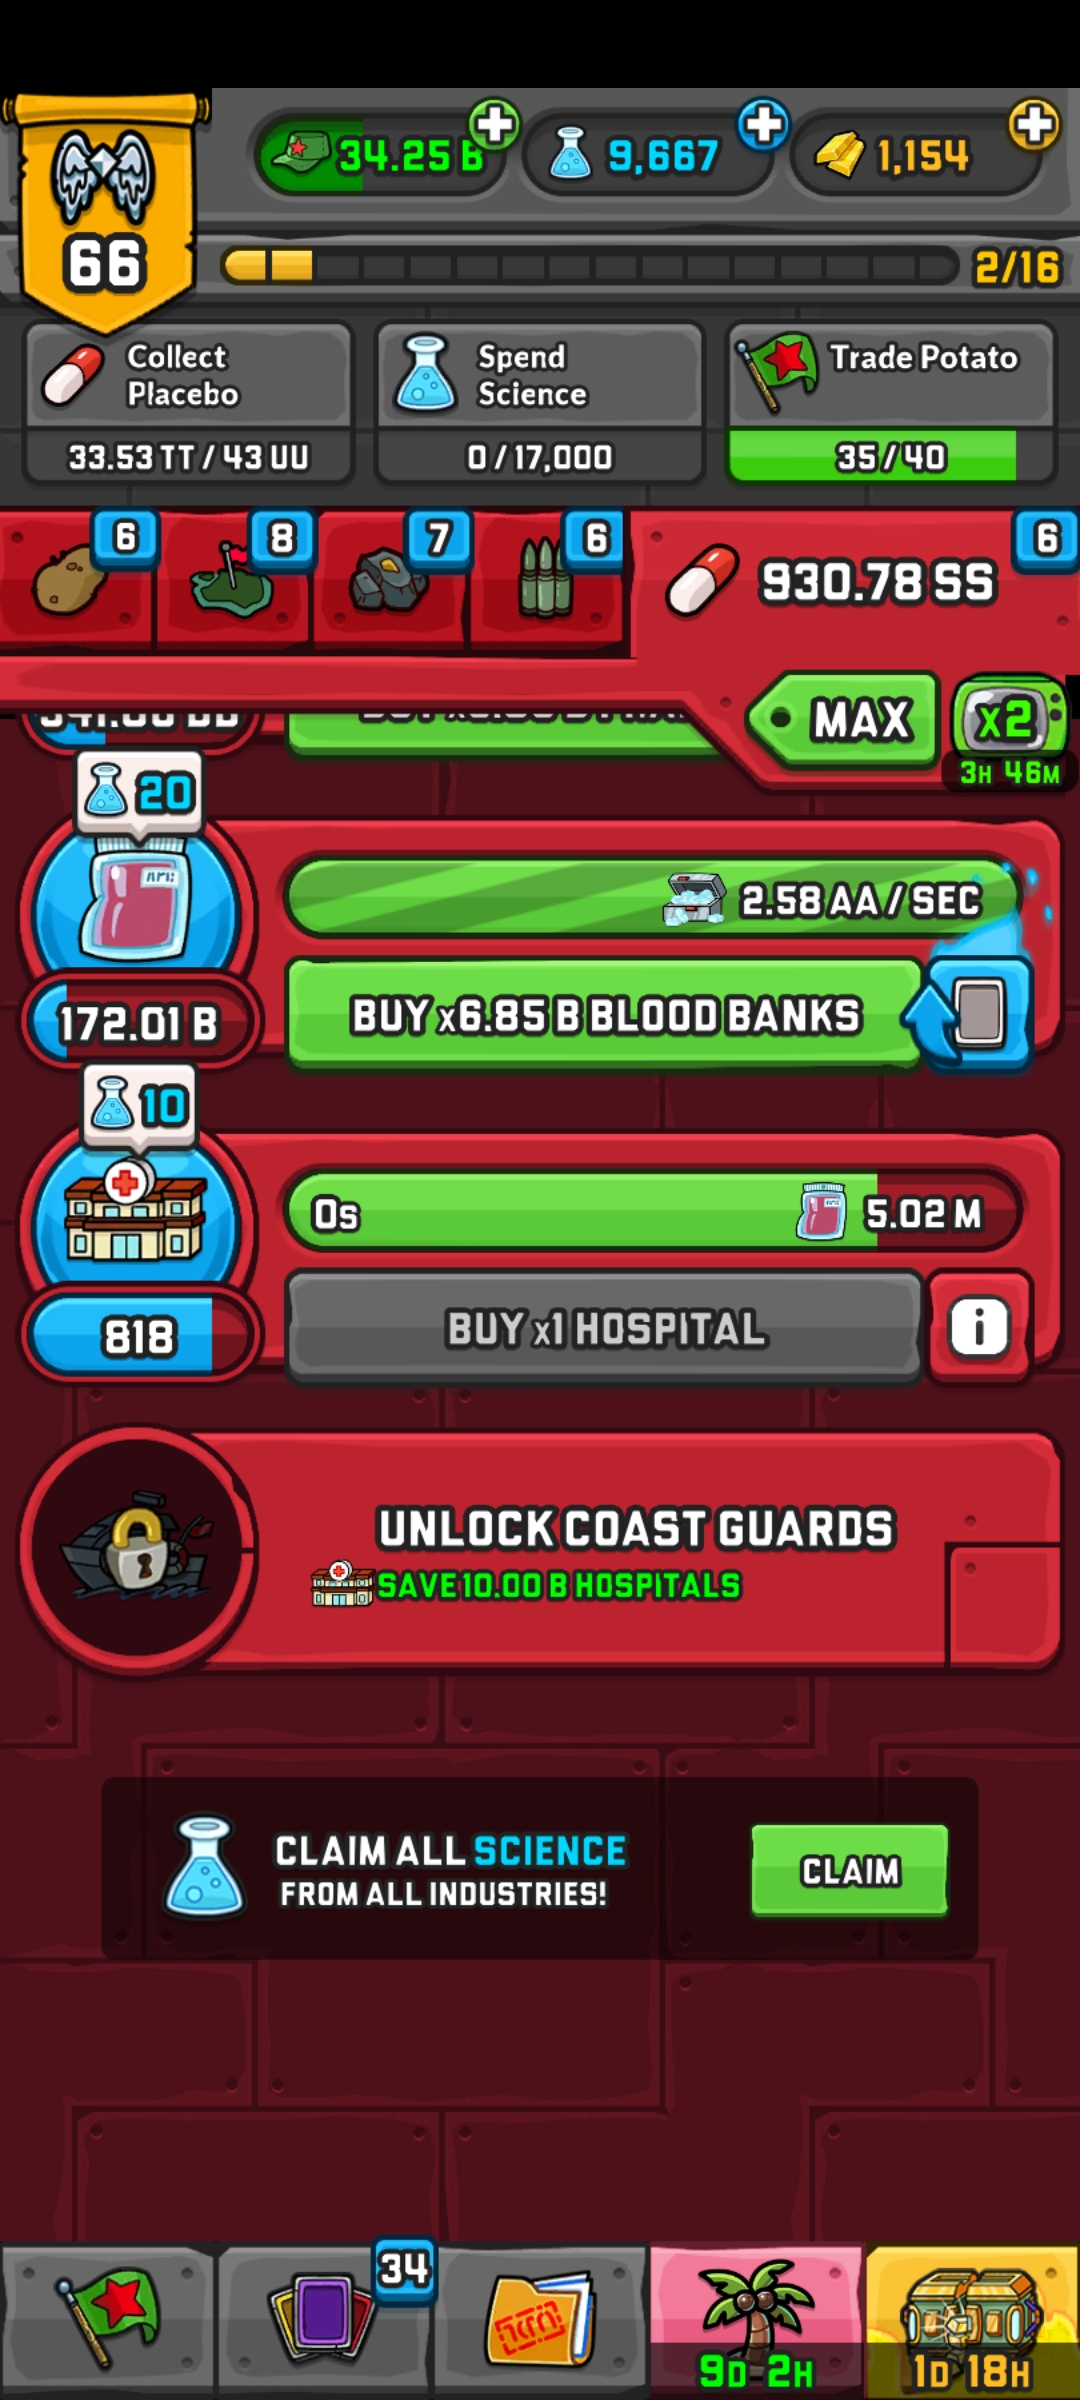 34.25 B
9,667
1,154
66
2/16
Collect
Placebo
33.53 TT / 43 UU
Spend
Science
0 / 17,000
Trade Potato
35 / 40
6
8
7
6
930.78 SS
6
MAX
x2
3H 46M
20
2.58 AA / SEC
172.01 B
BUY x6.85 B BLOOD BANKS
10
0s
5.02 M
818
BUY x1 HOSPITAL
i
UNLOCK COAST GUARDS
SAVE 10.00 B HOSPITALS
CLAIM ALL SCIENCE
FROM ALL INDUSTRIES!
CLAIM
34
9D 2H
1D 18H